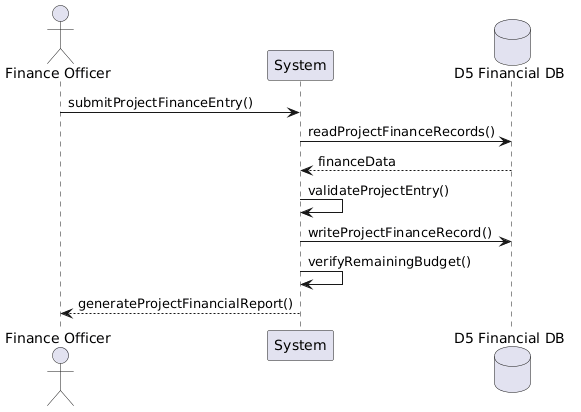 Finance Officer
System
D5 Financial DB
submitProjectFinanceEntry()
readProjectFinanceRecords()
financeData
validateProjectEntry()
writeProjectFinanceRecord()
verifyRemainingBudget()
generateProjectFinancialReport()
Finance Officer
System
D5 Financial DB